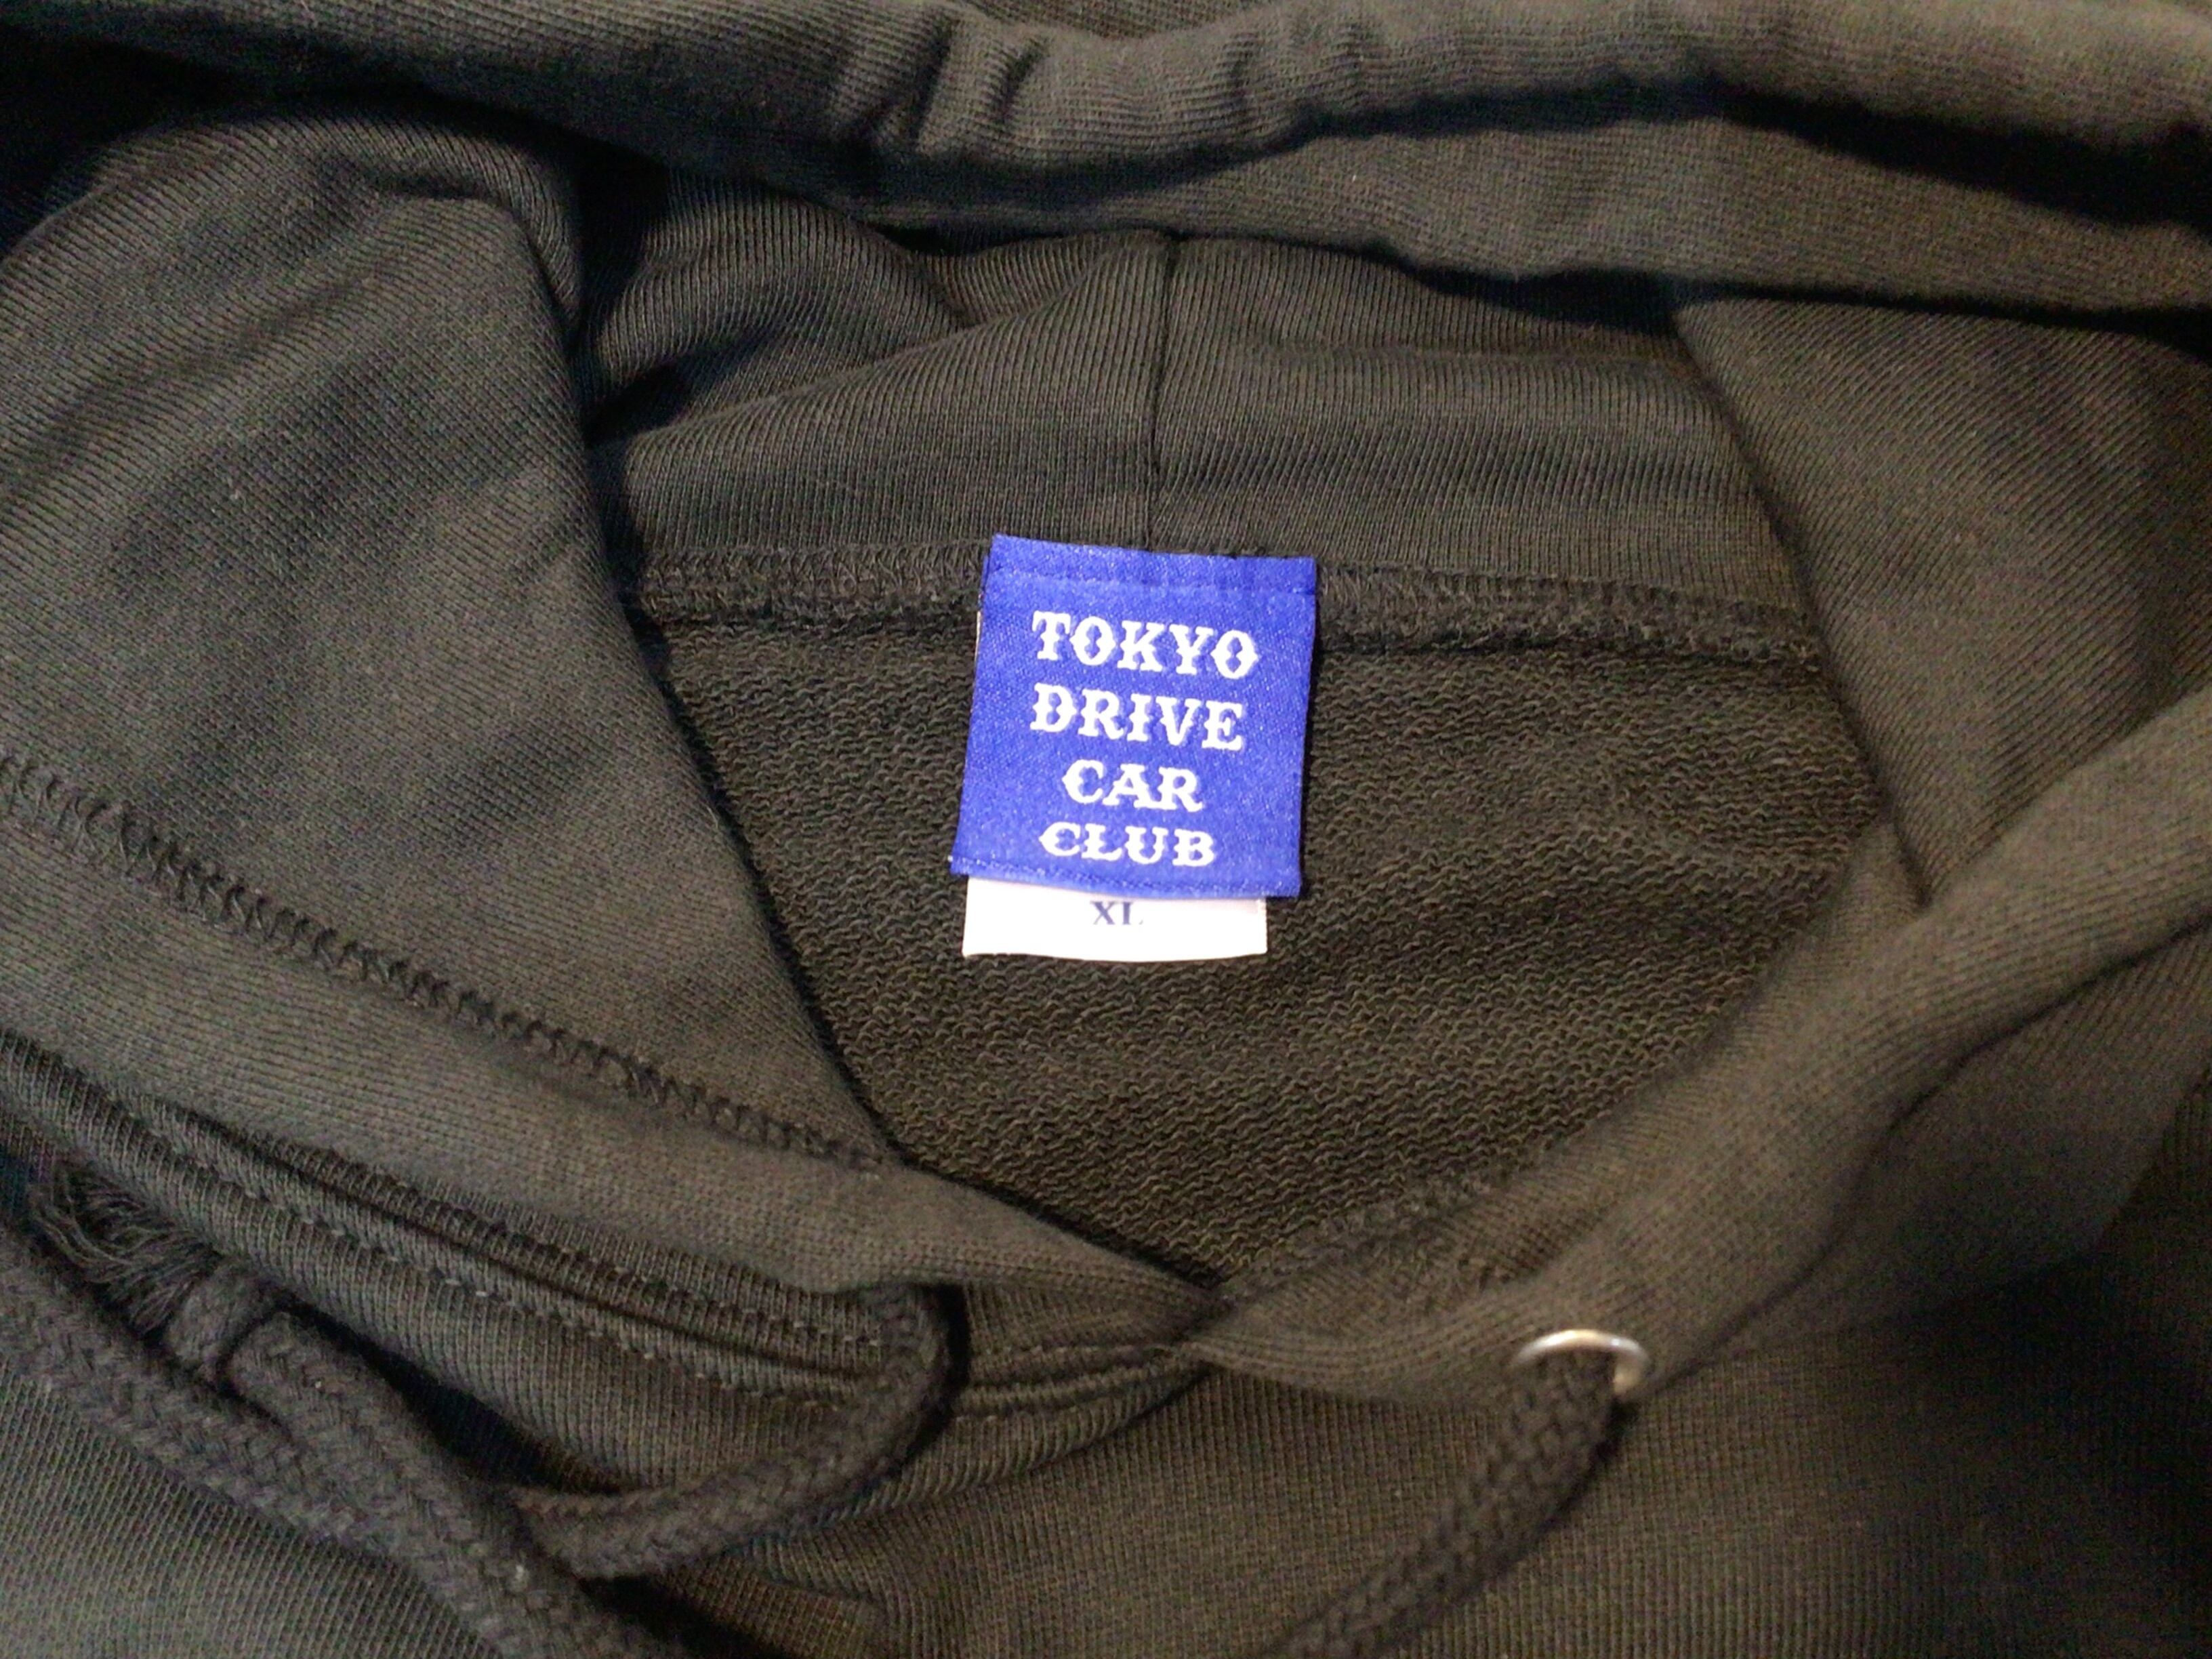 TOKYO
DRIVE
CAR
CLUB
XL